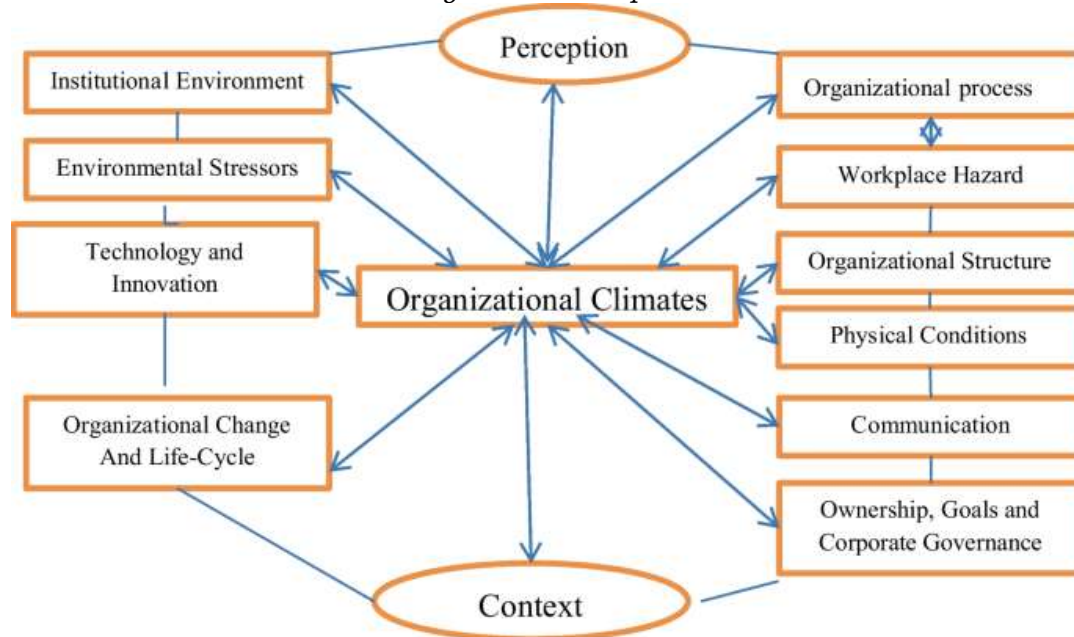 Perception
Institutional Environment
Environmental Stressors
Technology and
Innovation
Organizational Change
And Life-Cycle
Organizational Climates
Organizational process
Workplace Hazard
Organizational Structure
Physical Conditions
Communication
Ownership, Goals and
Corporate Governance
Context